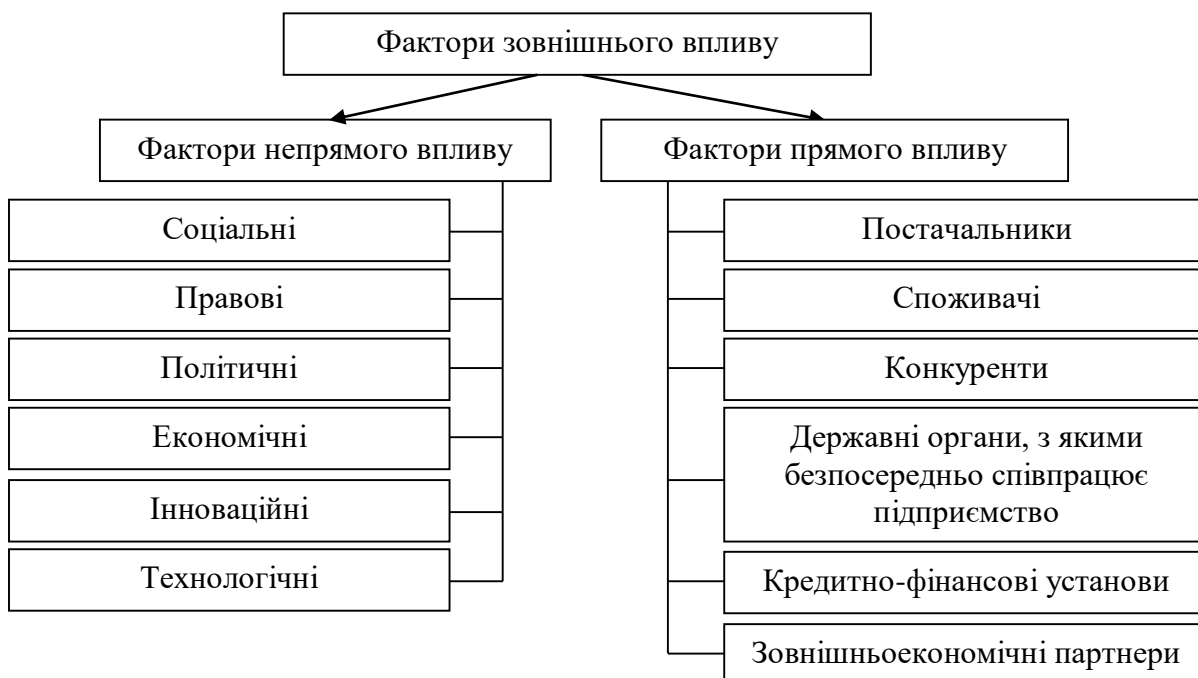 Фактори зовнішнього впливу
Фактори непрямого впливу
Соціальні
Правові
Політичні
Економічні
Інноваційні
Технологічні
Фактори прямого впливу
Постачальники
Споживачі
Конкуренти
Державні органи, з якими
безпосередньо співпрацює
підприємство
Кредитно-фінансові установи
Зовнішньоекономічні партнери